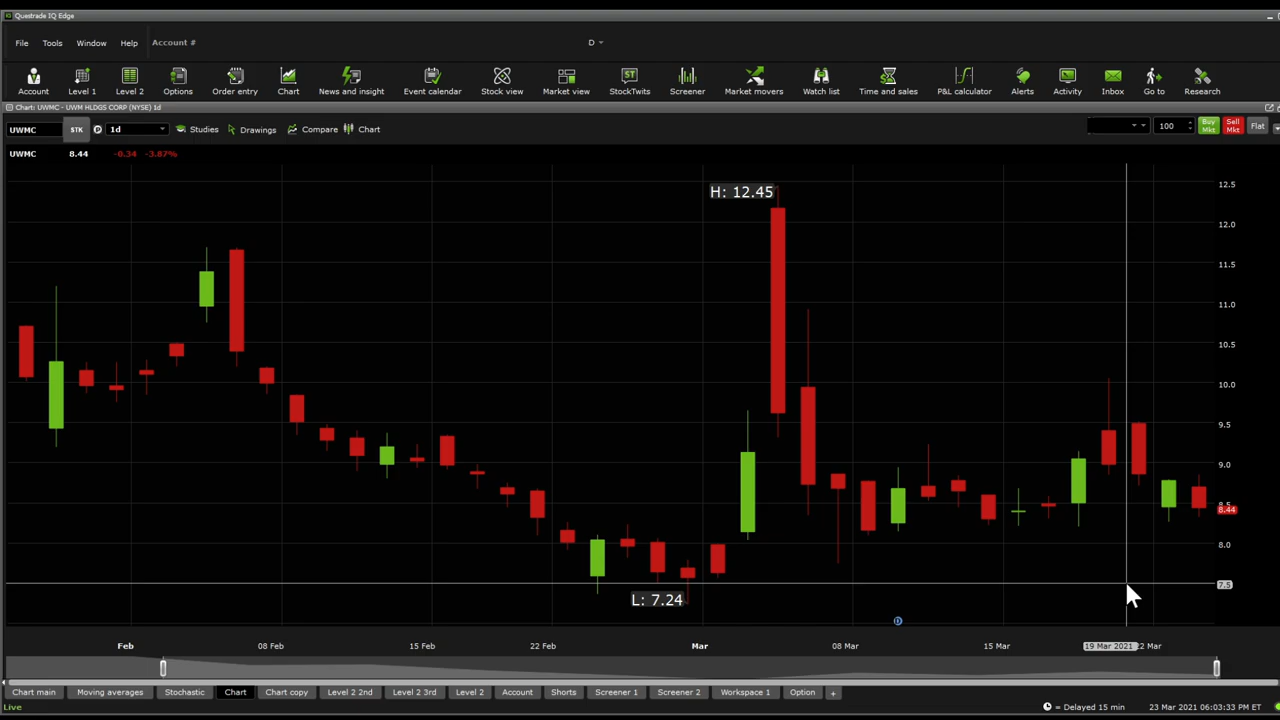 Questrade IQ Edge
File Tools Window Help Account # D
Account Level 1 Level 2 Options Order entry Chart News and insight Event calendar Stock view Market view StockTwits Screener Market movers Watch list Time and sales P&L calculator Alerts Activity Inbox Go to Research
Chart: UWMC - UWM HLDGS CORP (NYSE) 1d
UWMC STK 1d Studies Drawings Compare Chart 100 Buy Mkt Sell Mkt Flat
UWMC 8.44 -0.34 -3.87%
H: 12.45
12.5
12.0
11.5
11.0
10.5
10.0
9.5
9.0
8.5
8.44
8.0
7.5
L: 7.24
Feb 08 Feb 15 Feb 22 Feb Mar 08 Mar 15 Mar 19 Mar 2021 22 Mar
Chart main Moving averages Stochastic Chart Chart copy Level 2 2nd Level 2 3rd Level 2 Account Shorts Screener 1 Screener 2 Workspace 1 Option +
Live = Delayed 15 min 23 Mar 2021 06:03:33 PM ET